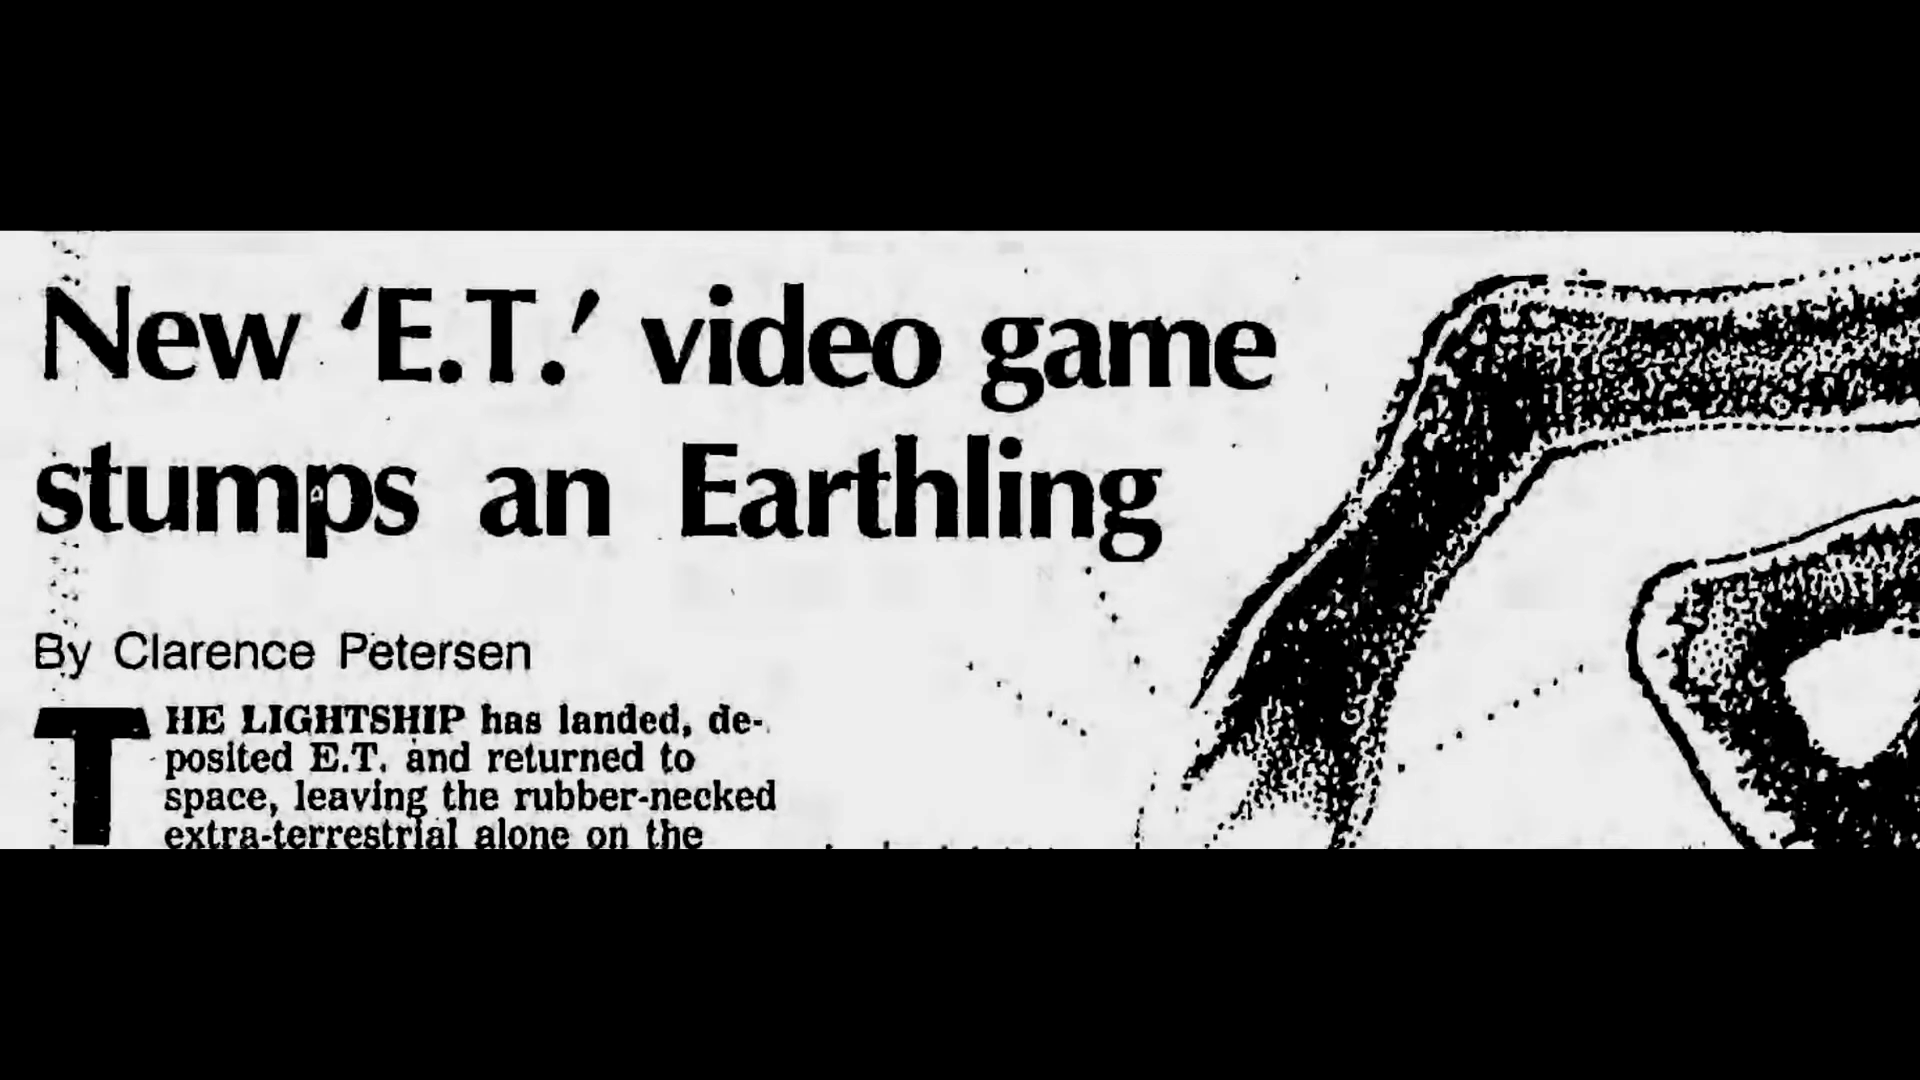 New ‘E.T.’ video game
stumps an Earthling
By Clarence Petersen
THE LIGHTSHIP has landed, de-
posited E.T. and returned to
space, leaving the rubber-necked
extra-terrestrial alone on the